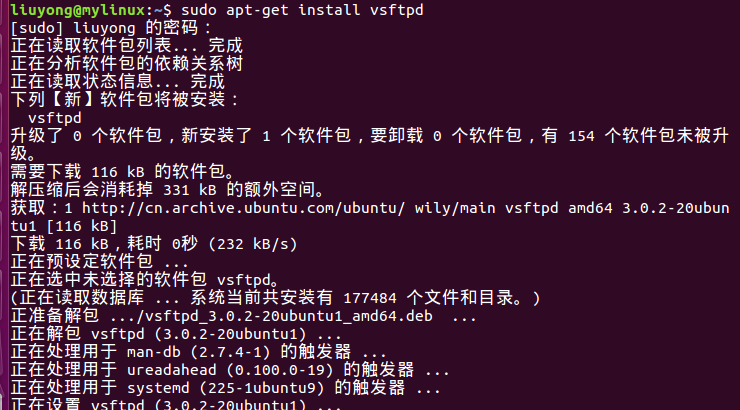 liuyong@mylinux:~$ sudo apt-get install vsftpd
[sudo] liuyong 的密码：
正在读取软件包列表... 完成
正在分析软件包的依赖关系树
正在读取状态信息... 完成
下列【新】软件包将被安装：
  vsftpd
升级了 0 个软件包，新安装了 1 个软件包，要卸载 0 个软件包，有 154 个软件包未被升
级。
需要下载 116 kB 的软件包。
解压缩后会消耗掉 331 kB 的额外空间。
获取：1 http://cn.archive.ubuntu.com/ubuntu/ wily/main vsftpd amd64 3.0.2-20ubun
tu1 [116 kB]
下载 116 kB，耗时 0秒 (232 kB/s)
正在预设定软件包 ...
正在选中未选择的软件包 vsftpd。
(正在读取数据库 ... 系统当前共安装有 177484 个文件和目录。)
正准备解包 .../vsftpd_3.0.2-20ubuntu1_amd64.deb  ...
正在解包 vsftpd (3.0.2-20ubuntu1) ...
正在处理用于 man-db (2.7.4-1) 的触发器 ...
正在处理用于 ureadahead (0.100.0-19) 的触发器 ...
正在处理用于 systemd (225-1ubuntu9) 的触发器 ...
正在设置 vsftpd (3.0.2-20ubuntu1) ...